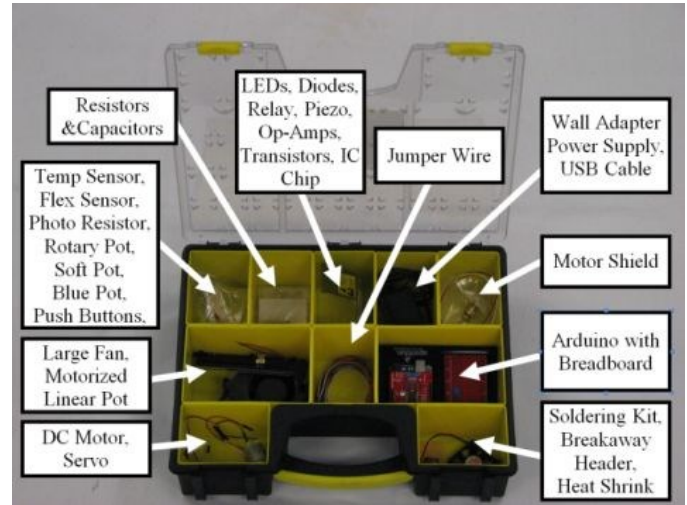 Resistors
&Capacitors
LEDs, Diodes,
Relay, Piezo,
Op-Amps,
Transistors, IC
Chip
Jumper Wire
Wall Adapter
Power Supply,
USB Cable
Temp Sensor,
Flex Sensor,
Photo Resistor,
Rotary Pot,
Soft Pot,
Blue Pot,
Push Buttons,
Motor Shield
Large Fan,
Motorized
Linear Pot
Arduino with
Breadboard
DC Motor,
Servo
Soldering Kit,
Breakaway
Header,
Heat Shrink